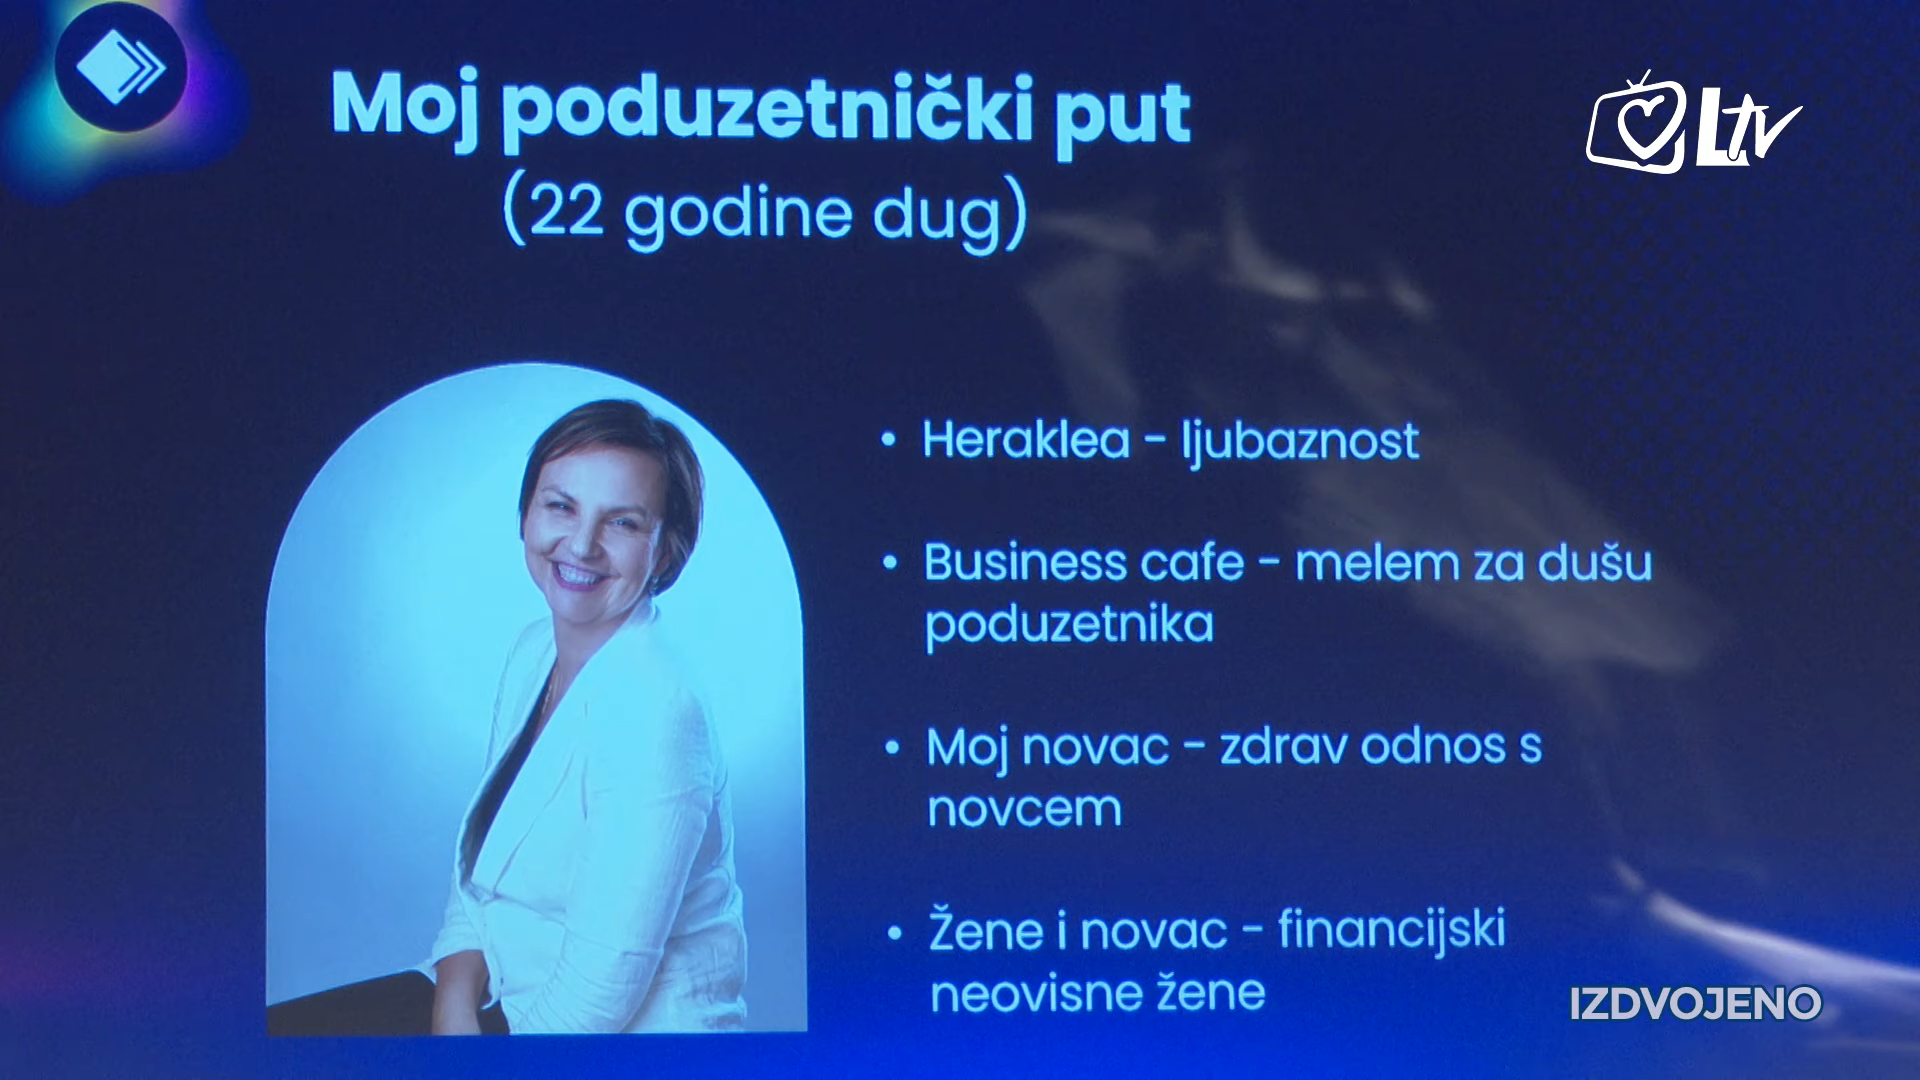 Moj poduzetnički put
(22 godine dug)
LTV
• Heraklea - ljubaznost
• Business cafe - melem za dušu
poduzetnika
• Moj novac - zdrav odnos s
novcem
• Žene i novac - financijski
neovisne žene
IZDVOJENO